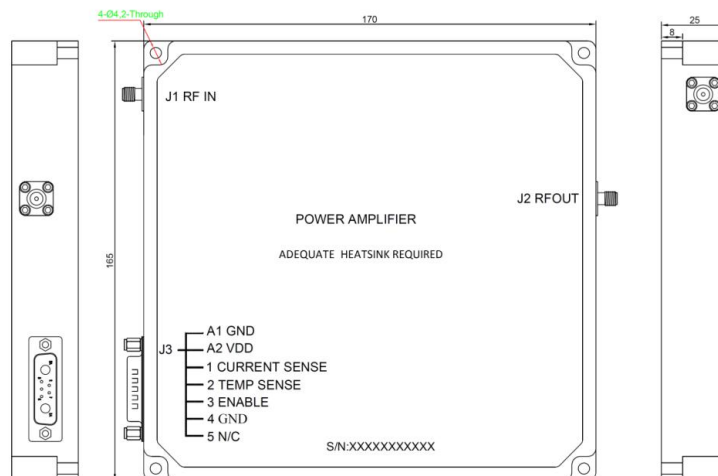 4-Ø4,2-Through
170
25
8
J1 RF IN
J2 RFOUT
POWER AMPLIFIER
165
ADEQUATE HEATSINK REQUIRED
J3
A1 GND
A2 VDD
1 CURRENT SENSE
2 TEMP SENSE
3 ENABLE
4 GND
5 N/C
S/N:XXXXXXXXXXX